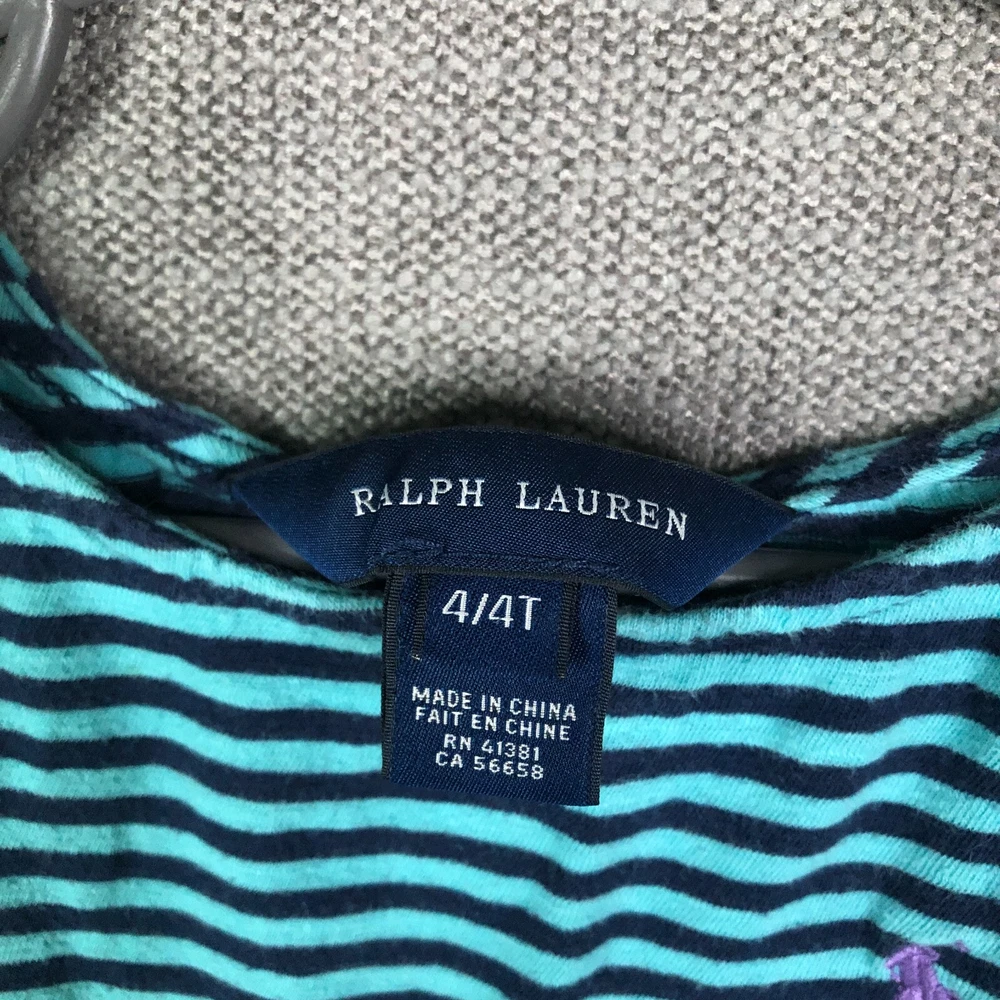 RALPH LAUREN
4/4T
MADE IN CHINA
FAIT EN CHINE
RN 41381
CA 56658